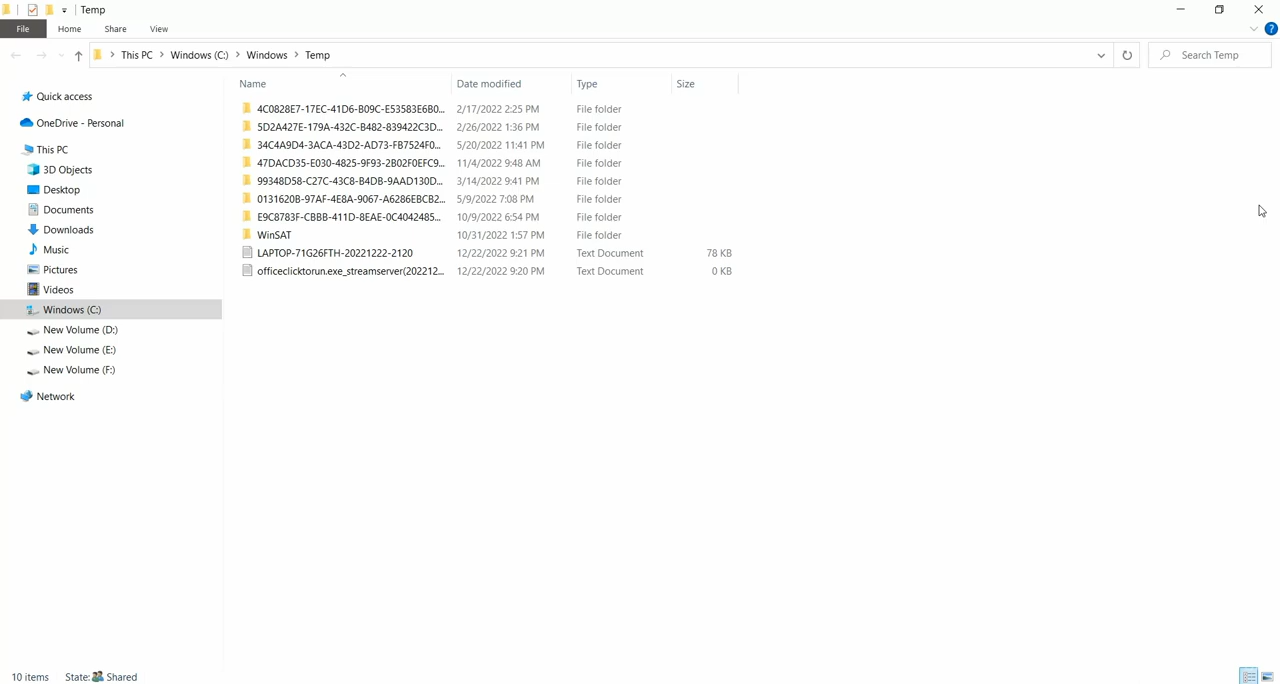 Temp
File Home Share View
This PC Windows (C:) Windows Temp Search Temp
Name Date modified Type Size
Quick access
OneDrive - Personal
This PC
3D Objects
Desktop
Documents
Downloads
Music
Pictures
Videos
Windows (C:)
New Volume (D:)
New Volume (E:)
New Volume (F:)
Network
4C0828E7-17EC-41D6-B09C-E53583E6B0... 2/17/2022 2:25 PM File folder
5D2A427E-179A-432C-B482-839422C3D... 2/26/2022 1:36 PM File folder
34C4A9D4-3ACA-43D2-AD73-FB7524F0... 5/20/2022 11:41 PM File folder
47DACD35-E030-4825-9F93-2B02F0EFC9... 11/4/2022 9:48 AM File folder
99348D58-C27C-43C8-B4DB-9AAD130D... 3/14/2022 9:41 PM File folder
0131620B-97AF-4E8A-9067-A6286EBCB2... 5/9/2022 7:08 PM File folder
E9C8783F-CBBB-411D-8EAE-0C4042485... 10/9/2022 6:54 PM File folder
WinSAT 10/31/2022 1:57 PM File folder
LAPTOP-71G26FTH-20221222-2120 12/22/2022 9:21 PM Text Document 78 KB
officeclicktorun.exe_streamserver(202212... 12/22/2022 9:20 PM Text Document 0 KB
10 items State: Shared